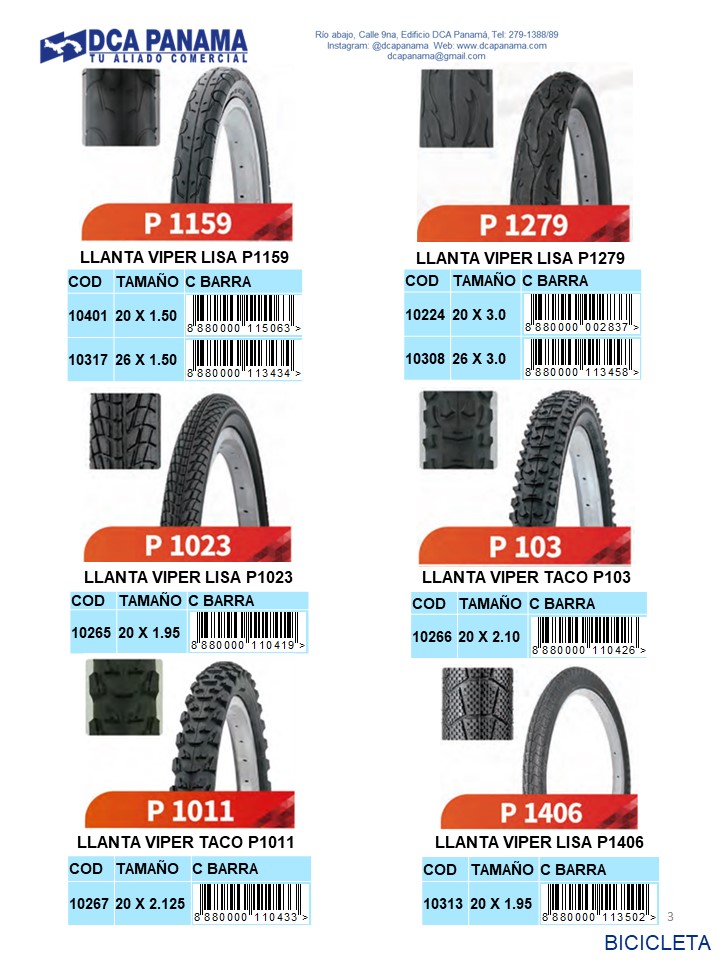 DCA PANAMA
TU ALIADO COMERCIAL
Río abajo, Calle 9na, Edificio DCA Panamá, Tel: 279-1388/89
Instagram: @dcapanama Web: www.dcapanama.com
dcapanama@gmail.com
P 1159
LLANTA VIPER LISA P1159
COD TAMAÑO C BARRA
10401 20 X 1.50
8 880000 115063 >
10317 26 X 1.50
8 880000 113434 >
P 1279
LLANTA VIPER LISA P1279
COD TAMAÑO C BARRA
10224 20 X 3.0
8 880000 002837 >
10308 26 X 3.0
8 880000 113458 >
P 1023
LLANTA VIPER LISA P1023
COD TAMAÑO C BARRA
10265 20 X 1.95
8 880000 110419 >
P 103
LLANTA VIPER TACO P103
COD TAMAÑO C BARRA
10266 20 X 2.10
8 880000 110426 >
P 1011
LLANTA VIPER TACO P1011
COD TAMAÑO C BARRA
10267 20 X 2.125
8 880000 110433 >
P 1406
LLANTA VIPER LISA P1406
COD TAMAÑO C BARRA
10313 20 X 1.95
8 880000 113502 >
3
BICICLETA